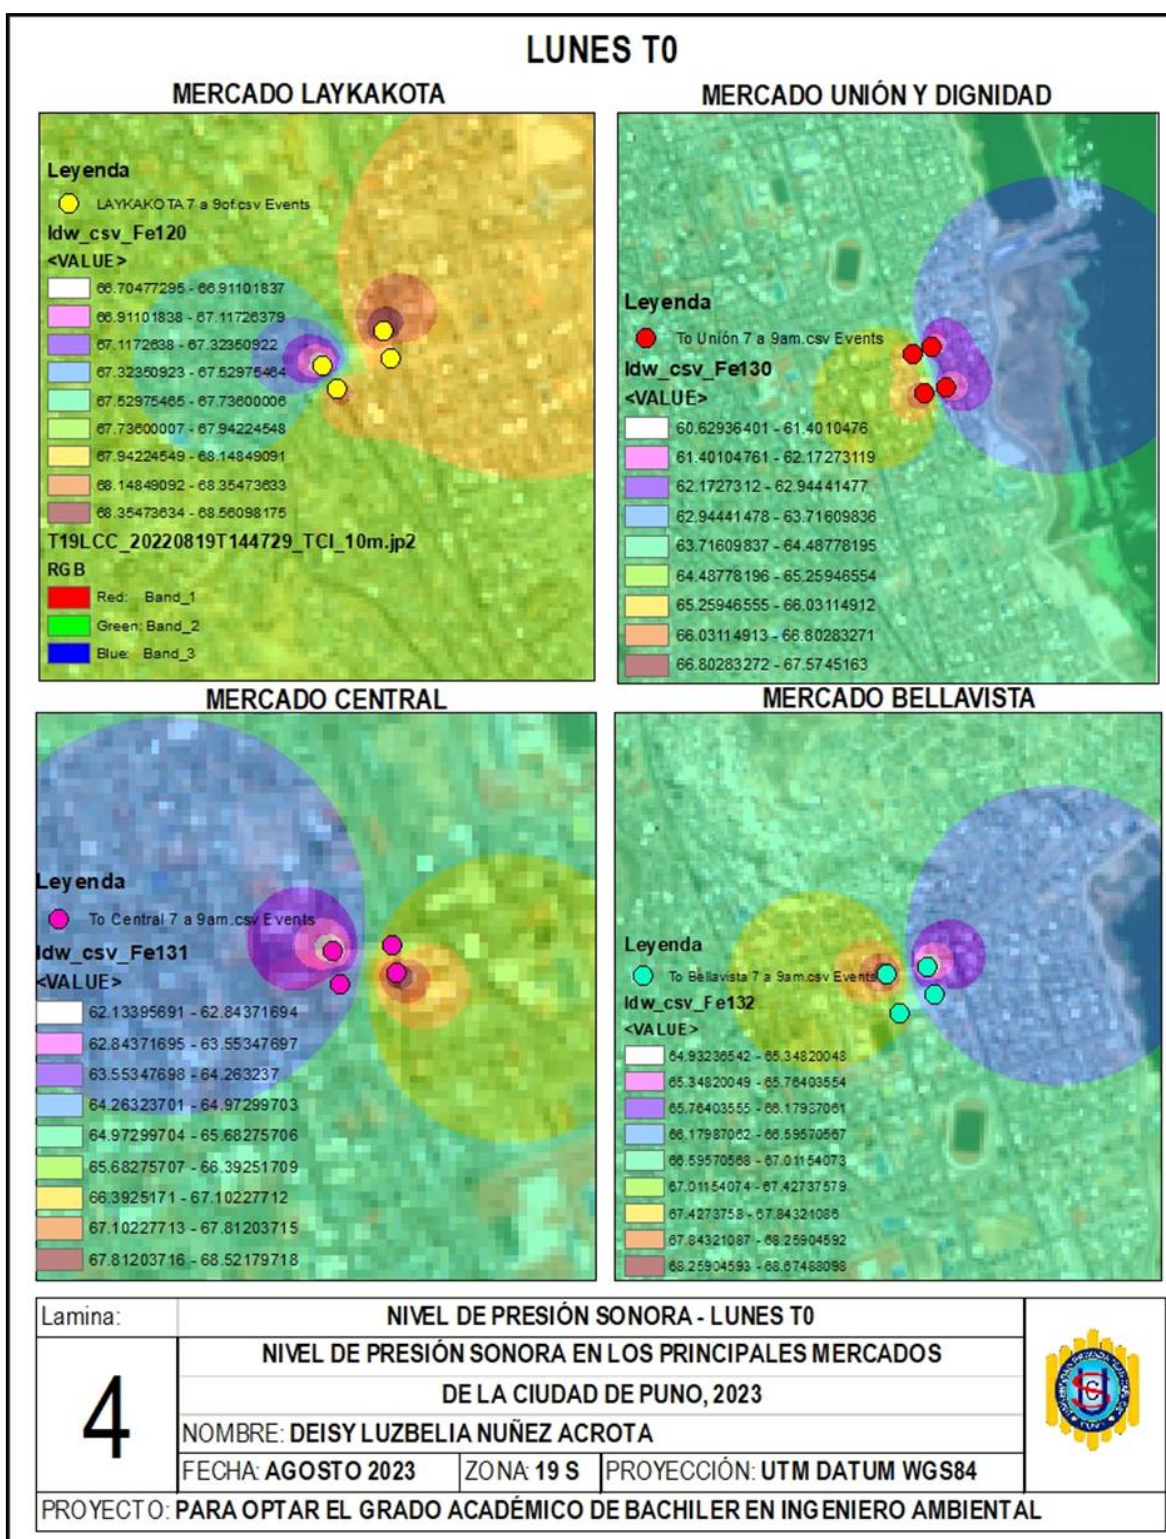 LUNES T0
MERCADO LAYKAKOTA
Leyenda
LAYKAKOTA 7 a 9of.csv Events
Idw_csv_Fe120
<VALUE>
66.70477295 - 66.91101837
66.91101838 - 67.11726379
67.1172638 - 67.32350922
67.32350923 - 67.52975464
67.52975465 - 67.73600006
67.73600007 - 67.94224548
67.94224549 - 68.14849091
68.14849092 - 68.35473633
68.35473634 - 68.56098175
T19LCC_20220819T144729_TCI_10m.jp2
RGB
Red: Band_1
Green: Band_2
Blue: Band_3
MERCADO UNIÓN Y DIGNIDAD
Leyenda
To Unión 7 a 9am.csv Events
Idw_csv_Fe130
<VALUE>
60.62936401 - 61.4010476
61.40104761 - 62.17273119
62.1727312 - 62.94441477
62.94441478 - 63.71609836
63.71609837 - 64.48778195
64.48778196 - 65.25946554
65.25946555 - 66.03114912
66.03114913 - 66.80283271
66.80283272 - 67.5745163
MERCADO CENTRAL
Leyenda
To Central 7 a 9am.csv Events
Idw_csv_Fe131
<VALUE>
62.13395691 - 62.84371694
62.84371695 - 63.55347697
63.55347698 - 64.263237
64.26323701 - 64.97299703
64.97299704 - 65.68275706
65.68275707 - 66.39251709
66.3925171 - 67.10227712
67.10227713 - 67.81203715
67.81203716 - 68.52179718
MERCADO BELLAVISTA
Leyenda
To Bellavista 7 a 9am.csv Events
Idw_csv_Fe132
<VALUE>
64.93236542 - 65.34820048
65.34820049 - 65.76403554
65.76403555 - 66.17987061
66.17987062 - 66.59570567
66.59570568 - 67.01154073
67.01154074 - 67.42737579
67.4273758 - 67.84321086
67.84321087 - 68.25904592
68.25904593 - 68.67488098
Lamina:
4
NIVEL DE PRESIÓN SONORA - LUNES T0
NIVEL DE PRESIÓN SONORA EN LOS PRINCIPALES MERCADOS
DE LA CIUDAD DE PUNO, 2023
NOMBRE: DEISY LUZBELIA NUÑEZ ACROTA
FECHA: AGOSTO 2023 ZONA: 19 S PROYECCIÓN: UTM DATUM WGS84
PROYECTO: PARA OPTAR EL GRADO ACADÉMICO DE BACHILER EN INGENIERO AMBIENTAL